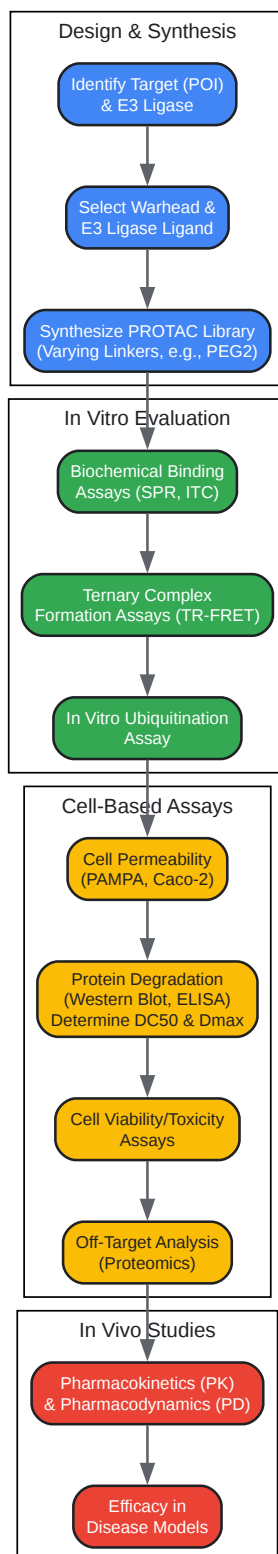 Design & Synthesis
Identify Target (POI)
& E3 Ligase
Select Warhead &
E3 Ligase Ligand
Synthesize PROTAC Library
(Varying Linkers, e.g., PEG2)
In Vitro Evaluation
Biochemical Binding
Assays (SPR, ITC)
Ternary Complex
Formation Assays (TR-FRET)
In Vitro Ubiquitination
Assay
Cell-Based Assays
Cell Permeability
(PAMPA, Caco-2)
Protein Degradation
(Western Blot, ELISA)
Determine DC50 & Dmax
Cell Viability/Toxicity
Assays
Off-Target Analysis
(Proteomics)
In Vivo Studies
Pharmacokinetics (PK)
& Pharmacodynamics (PD)
Efficacy in
Disease Models